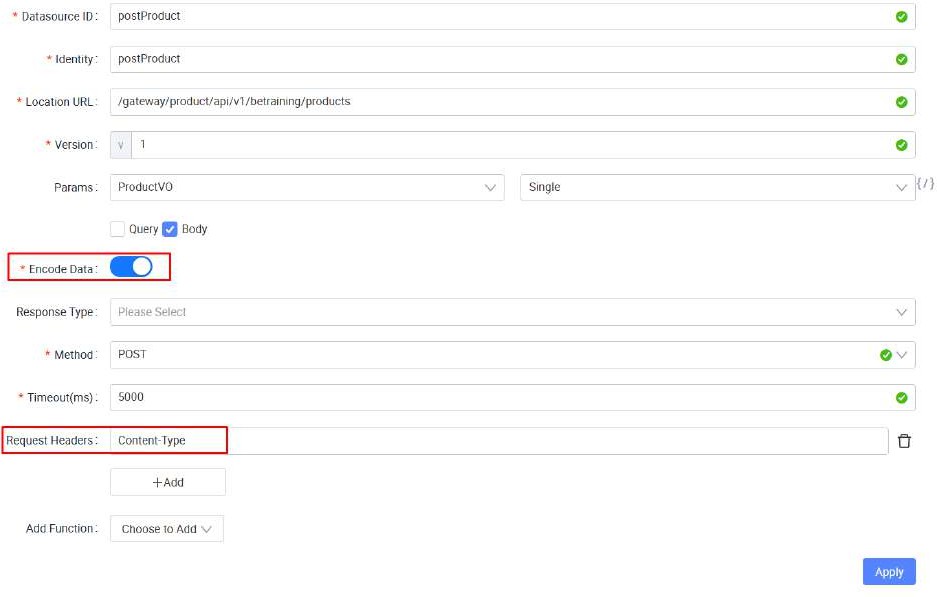 * Datasource ID: postProduct
* Identity: postProduct
* Location URL: /gateway/product/api/v1/betraining/products
* Version: v 1
Params: ProductVO Single {/}
Query Body
* Encode Data:
Response Type: Please Select
* Method: POST
* Timeout(ms): 5000
Request Headers: Content-Type
+Add
Add Function: Choose to Add
Apply